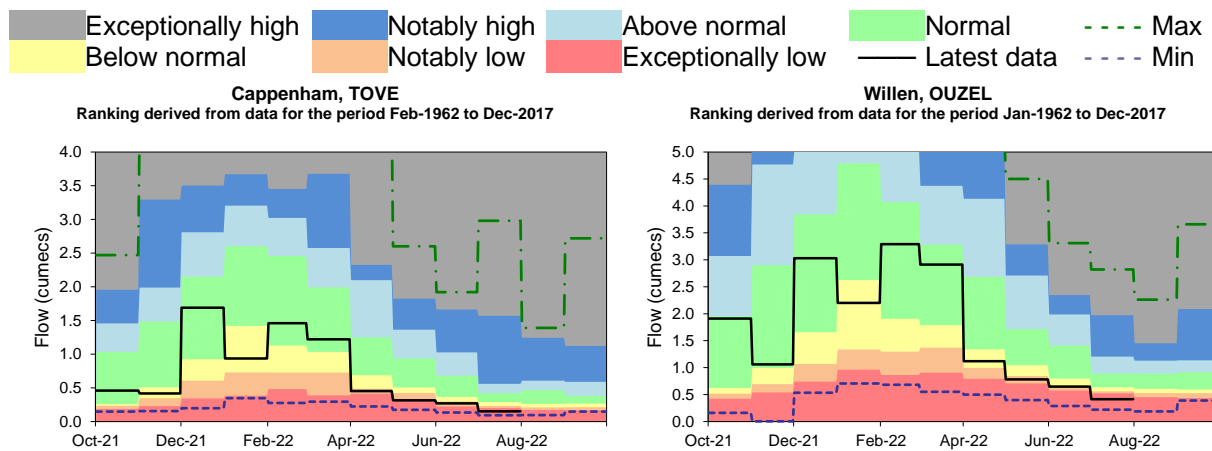 Exceptionally high Notably high Above normal Normal Max
Below normal Notably low Exceptionally low Latest data Min
Cappenham, TOVE
Ranking derived from data for the period Feb-1962 to Dec-2017
Flow (cumecs)
4.0
3.5
3.0
2.5
2.0
1.5
1.0
0.5
0.0
Oct-21 Dec-21 Feb-22 Apr-22 Jun-22 Aug-22
Willen, OUZEL
Ranking derived from data for the period Jan-1962 to Dec-2017
Flow (cumecs)
5.0
4.5
4.0
3.5
3.0
2.5
2.0
1.5
1.0
0.5
0.0
Oct-21 Dec-21 Feb-22 Apr-22 Jun-22 Aug-22